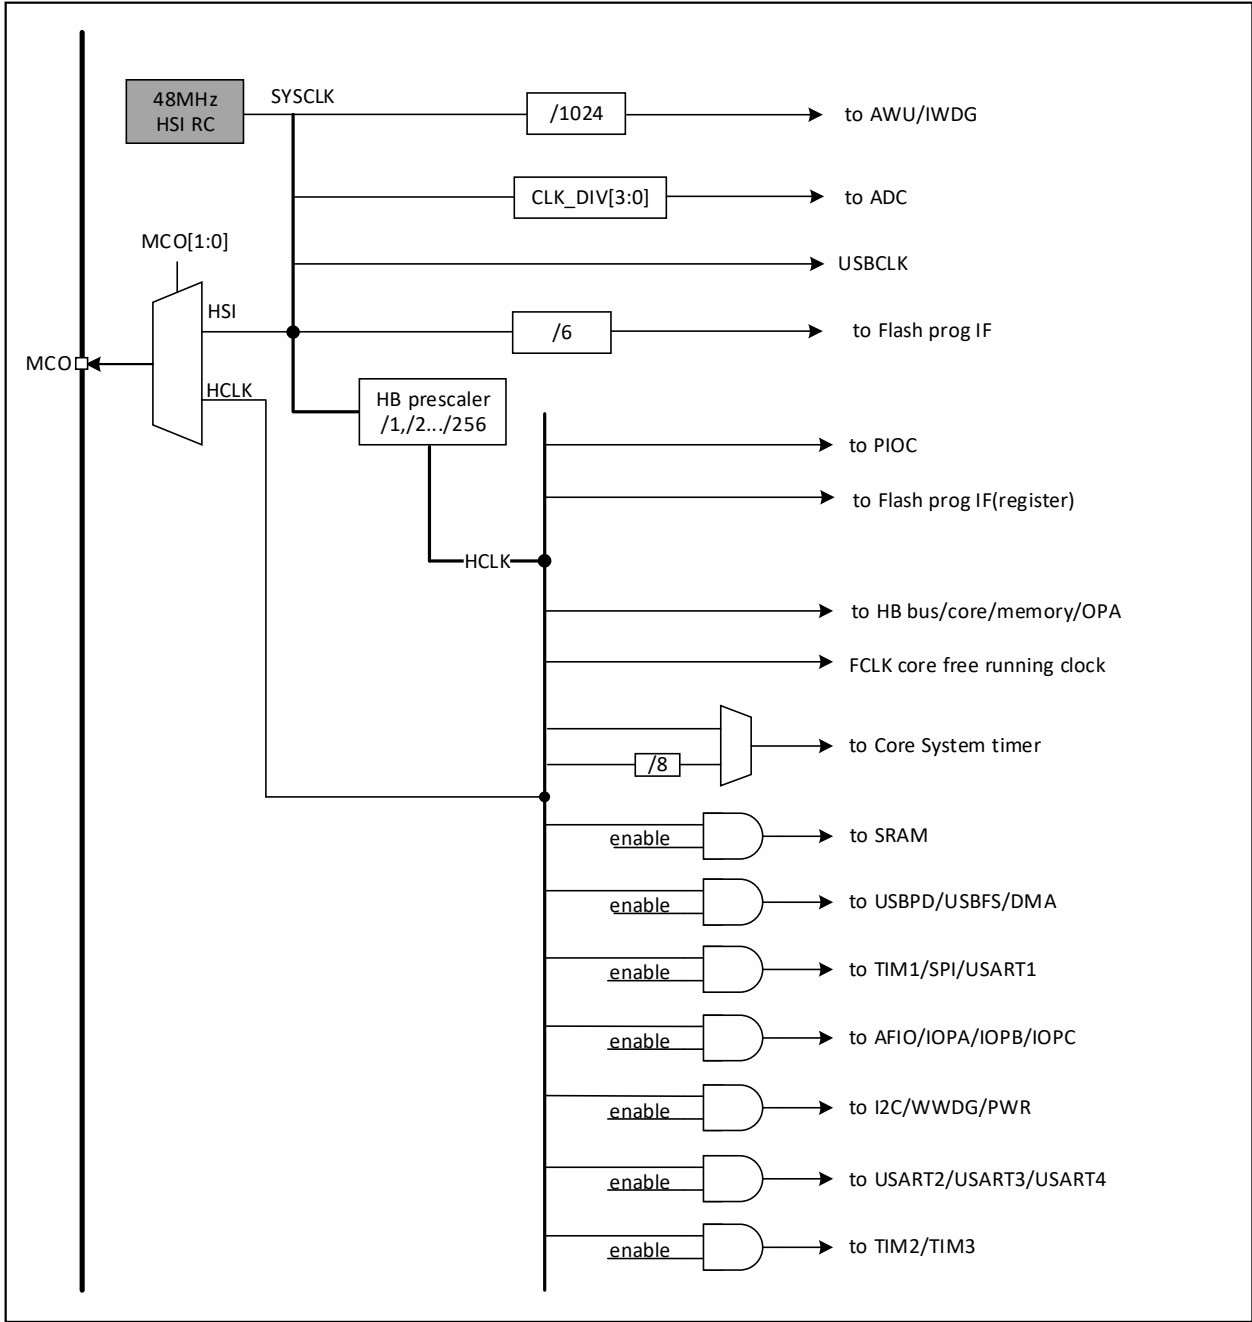 48MHz
HSI RC
SYSCLK
/1024
to AWU/IWDG
CLK_DIV[3:0]
to ADC
MCO[1:0]
USBCLK
HSI
/6
to Flash prog IF
MCO
HCLK
HB prescaler
/1,/2.../256
to PIOC
to Flash prog IF(register)
HCLK
to HB bus/core/memory/OPA
FCLK core free running clock
to Core System timer
/8
enable
to SRAM
enable
to USBPD/USBFS/DMA
enable
to TIM1/SPI/USART1
enable
to AFIO/IOPA/IOPB/IOPC
enable
to I2C/WWDG/PWR
enable
to USART2/USART3/USART4
enable
to TIM2/TIM3